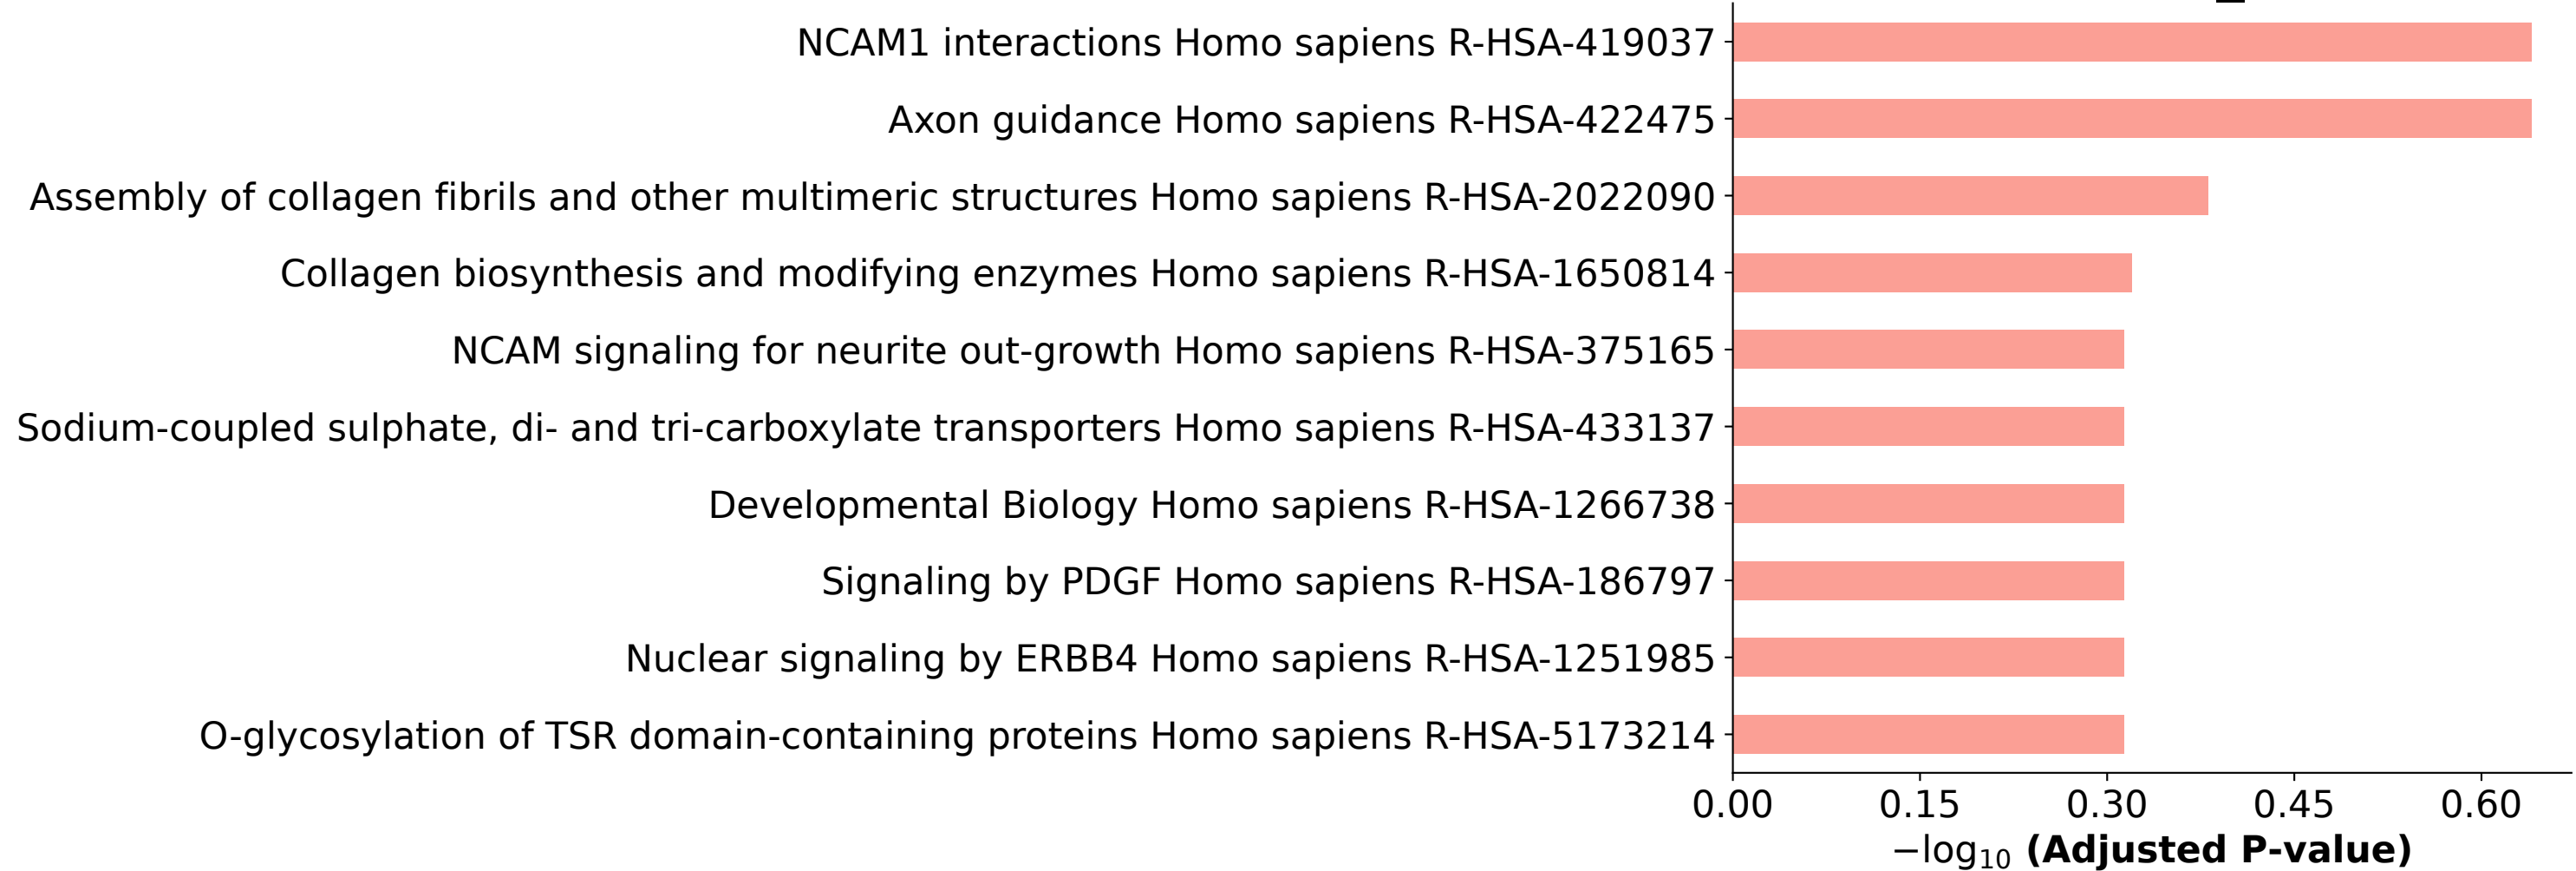 NCAM1 interactions Homo sapiens R-HSA-419037
Axon guidance Homo sapiens R-HSA-422475
Assembly of collagen fibrils and other multimeric structures Homo sapiens R-HSA-2022090
Collagen biosynthesis and modifying enzymes Homo sapiens R-HSA-1650814
NCAM signaling for neurite out-growth Homo sapiens R-HSA-375165
Sodium-coupled sulphate, di- and tri-carboxylate transporters Homo sapiens R-HSA-433137
Developmental Biology Homo sapiens R-HSA-1266738
Signaling by PDGF Homo sapiens R-HSA-186797
Nuclear signaling by ERBB4 Homo sapiens R-HSA-1251985
O-glycosylation of TSR domain-containing proteins Homo sapiens R-HSA-5173214
0.00 0.15 0.30 0.45 0.60
−log₁₀ (Adjusted P-value)